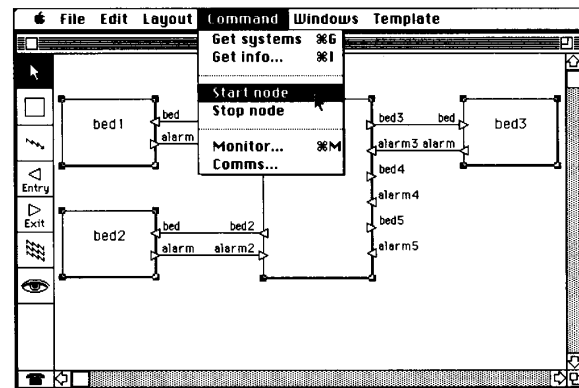 File Edit Layout Command Windows Template
Get systems ⌘G
Get info... ⌘I
Start node
Stop node
Monitor... ⌘M
Comms...
Entry
Exit
bed1
bed
alarm
bed2
bed bed2
alarm alarm2
bed3 bed
alarm3 alarm
bed4
alarm4
bed5
alarm5
bed3